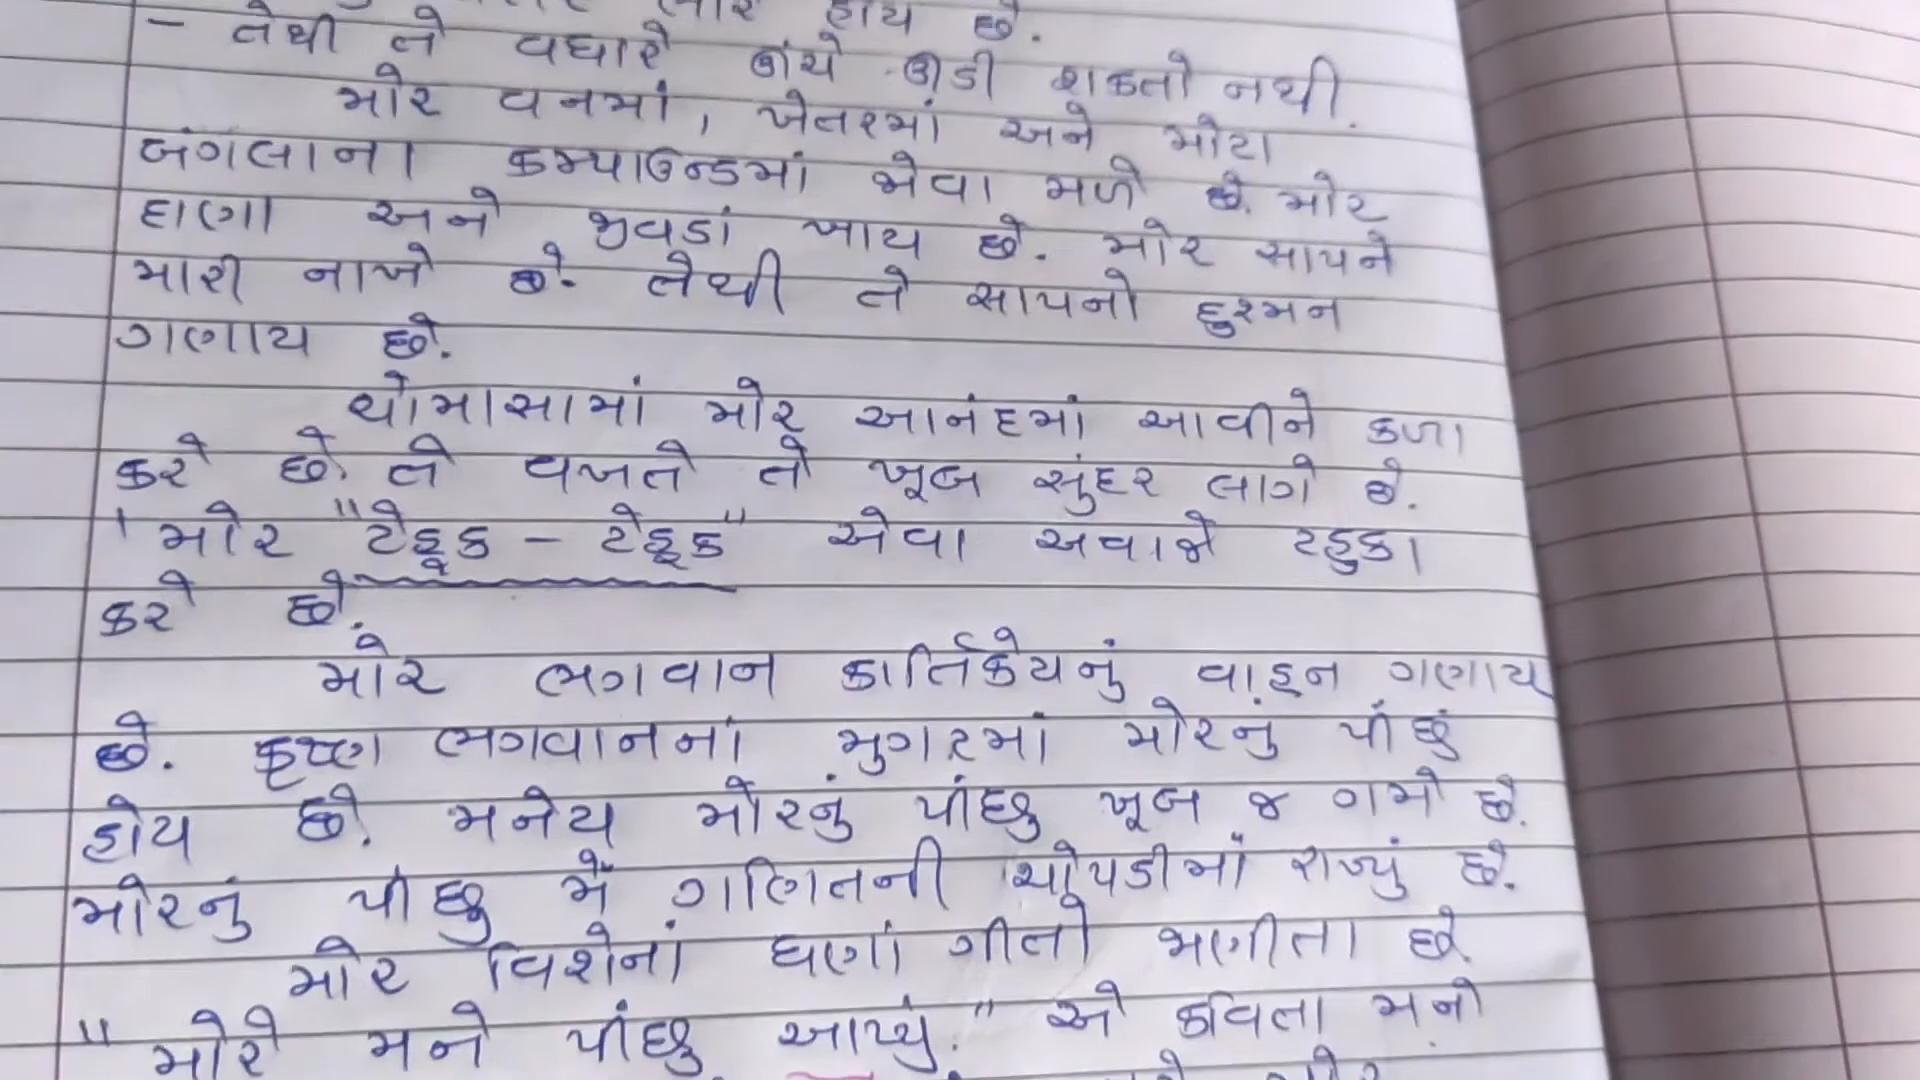 હોય છે.
- તેથી તે વધારે ઊંચે ઊડી શકતો નથી.
મોર વનમાં, ખેતરમાં અને મોટા
બંગલાના કમ્પાઉન્ડમાં જોવા મળે છે. મોર
દાણા અને જીવડાં ખાય છે. મોર સાપને
મારી નાખે છે. તેથી તે સાપનો દુશ્મન
ગણાય છે.
ચોમાસામાં મોર આનંદમાં આવીને કળા
કરે છે. તે વખતે તે ખૂબ સુંદર લાગે છે.
મોર "ટેહૂક - ટેહૂક" એવા અવાજે ટહુકા
કરે છે.
મોર ભગવાન કાર્તિકેયનું વાહન ગણાય
છે. કૃષ્ણ ભગવાનનાં મુગટમાં મોરનું પીંછું
હોય છે. મનેય મોરનું પીંછુ ખૂબ જ ગમે છે.
મોરનું પીંછુ મેં ગણિતની ચોપડીમાં રાખ્યું છે.
મોર વિશેનાં ઘણાં ગીતો જાણીતા છે.
"મોરે મને પીંછુ આપ્યું." એ કવિતા મને